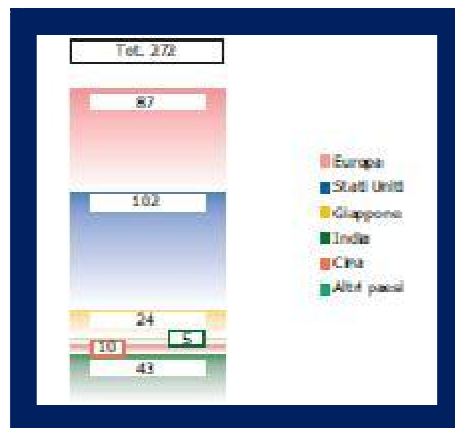 Tot. 272
87
102
24
5
10
43
Europa
Stati Uniti
Giappone
India
Cina
Altri paesi